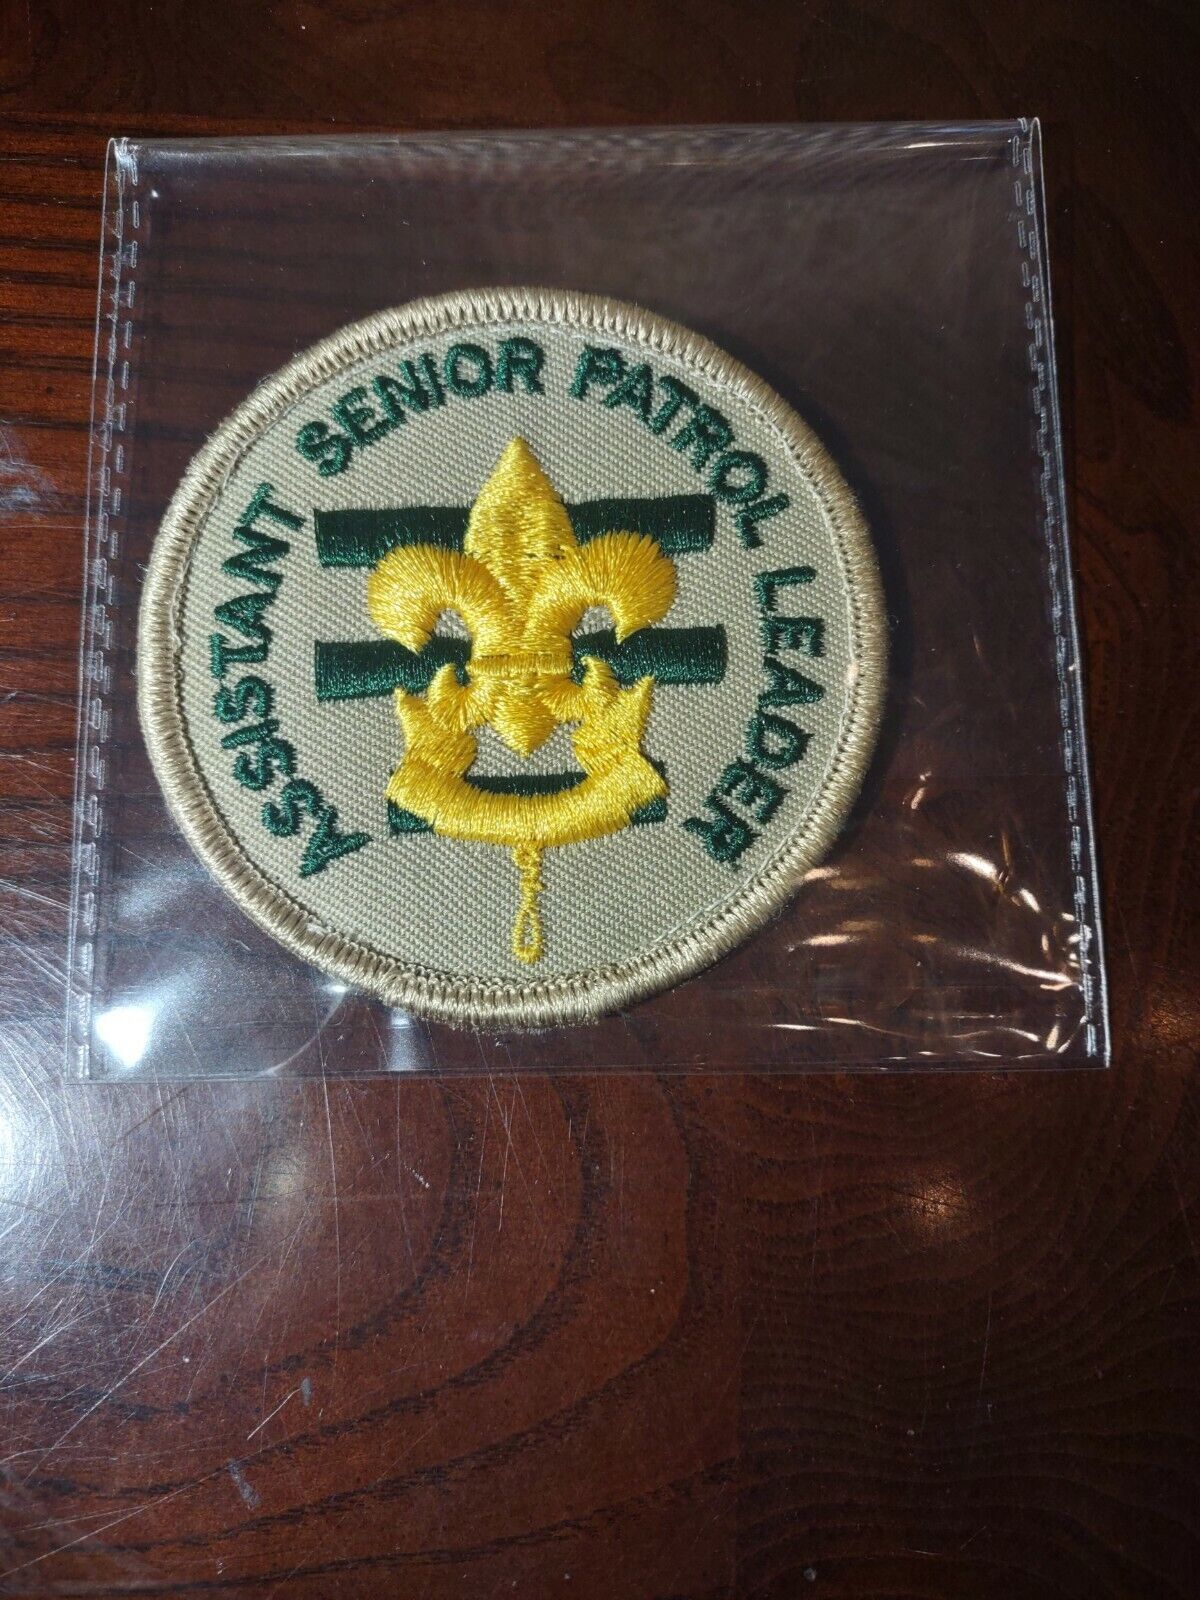 ASSISTANT SENIOR PATROL LEADER